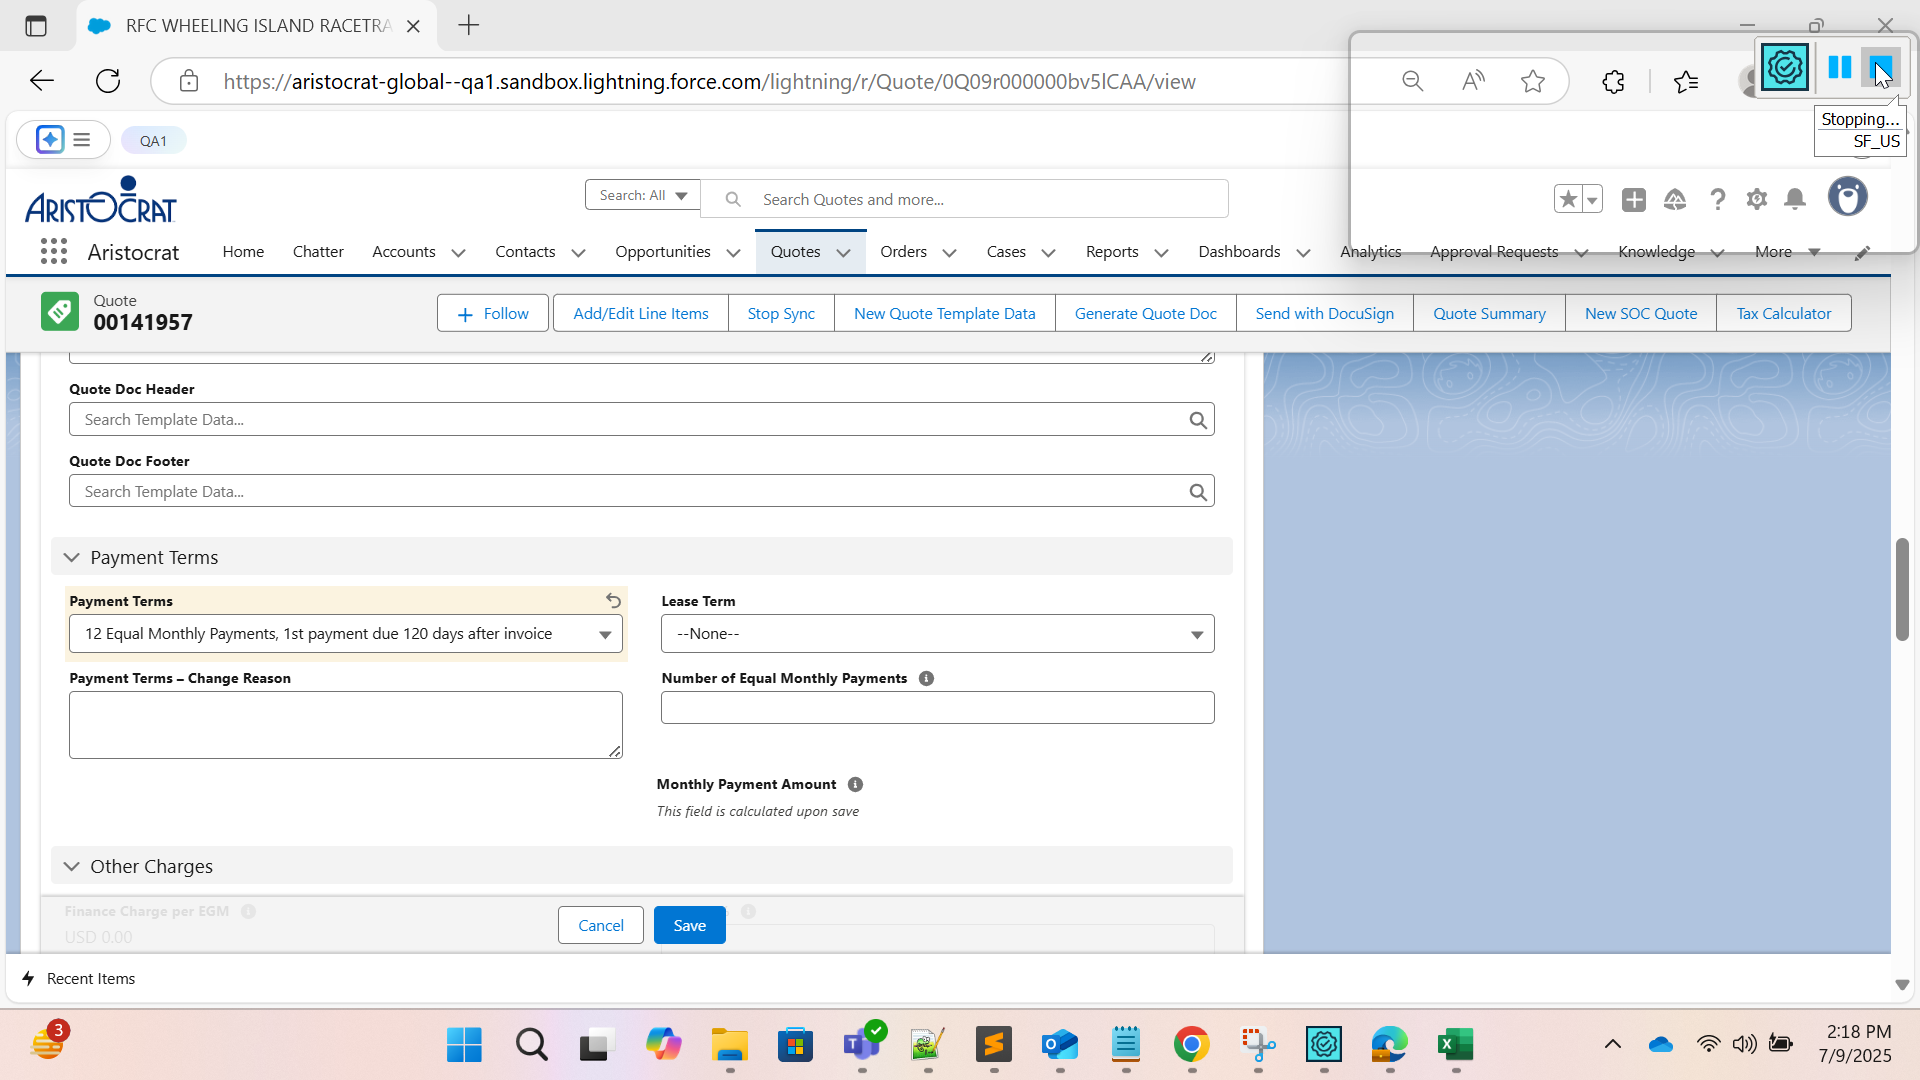 RFC WHEELING ISLAND RACETRA
https://aristocrat-global--qa1.sandbox.lightning.force.com/lightning/r/Quote/0Q09r000000bv5lCAA/view
Stopping...
SF_US
QA1
ARISTOCRAT
Search: All
Search Quotes and more...
Aristocrat
Home
Chatter
Accounts
Contacts
Opportunities
Quotes
Orders
Cases
Reports
Dashboards
Analytics
Approval Requests
Knowledge
More
Quote
00141957
Follow
Add/Edit Line Items
Stop Sync
New Quote Template Data
Generate Quote Doc
Send with DocuSign
Quote Summary
New SOC Quote
Tax Calculator
Quote Doc Header
Search Template Data...
Quote Doc Footer
Search Template Data...
Payment Terms
Payment Terms
12 Equal Monthly Payments, 1st payment due 120 days after invoice
Lease Term
--None--
Payment Terms – Change Reason
Number of Equal Monthly Payments
Monthly Payment Amount
This field is calculated upon save
Other Charges
Finance Charge per EGM
USD 0.00
Cancel
Save
Recent Items
3
2:18 PM
7/9/2025